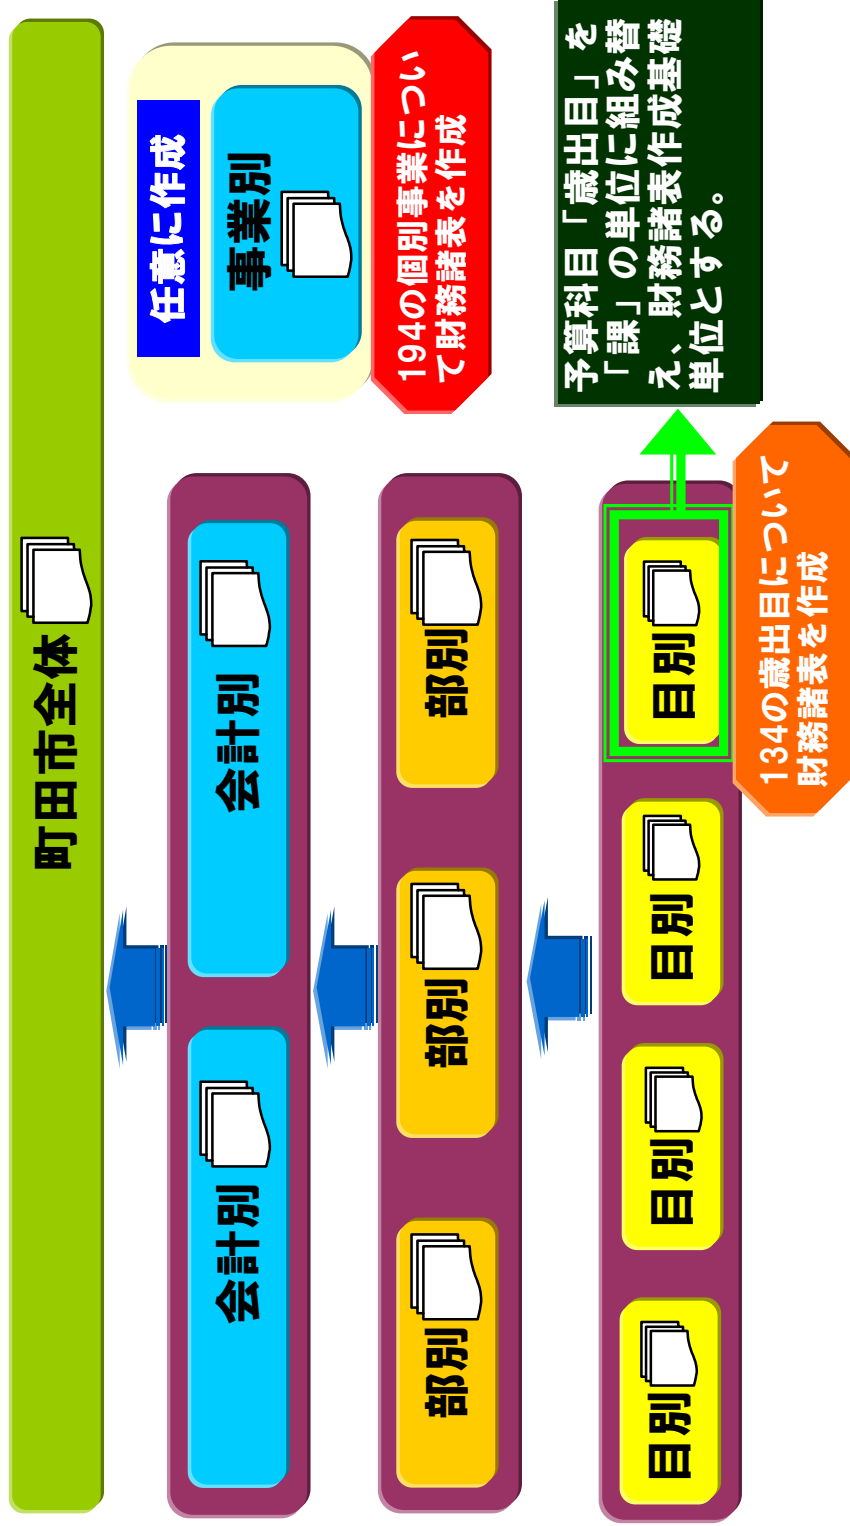 町田市全体
会計別
会計別
任意に作成
事業別
194の個別事業につい
て財務諸表を作成
部別
部別
部別
目別
目別
目別
目別
予算科目「歳出目」を
「課」の単位に組み替
え、財務諸表作成基礎
単位とする。
134の歳出目について
財務諸表を作成